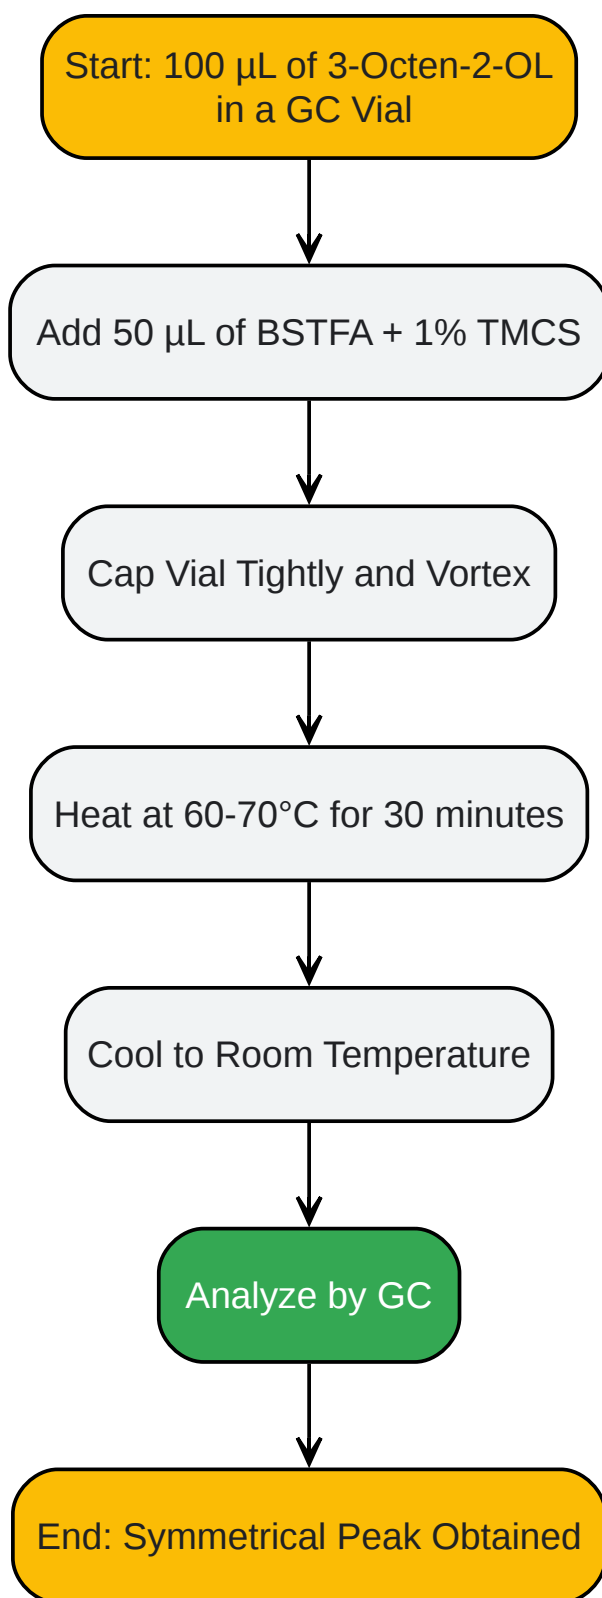 Start: 100 µL of 3-Octen-2-OL
in a GC Vial
Add 50 µL of BSTFA + 1% TMCS
Cap Vial Tightly and Vortex
Heat at 60-70°C for 30 minutes
Cool to Room Temperature
Analyze by GC
End: Symmetrical Peak Obtained